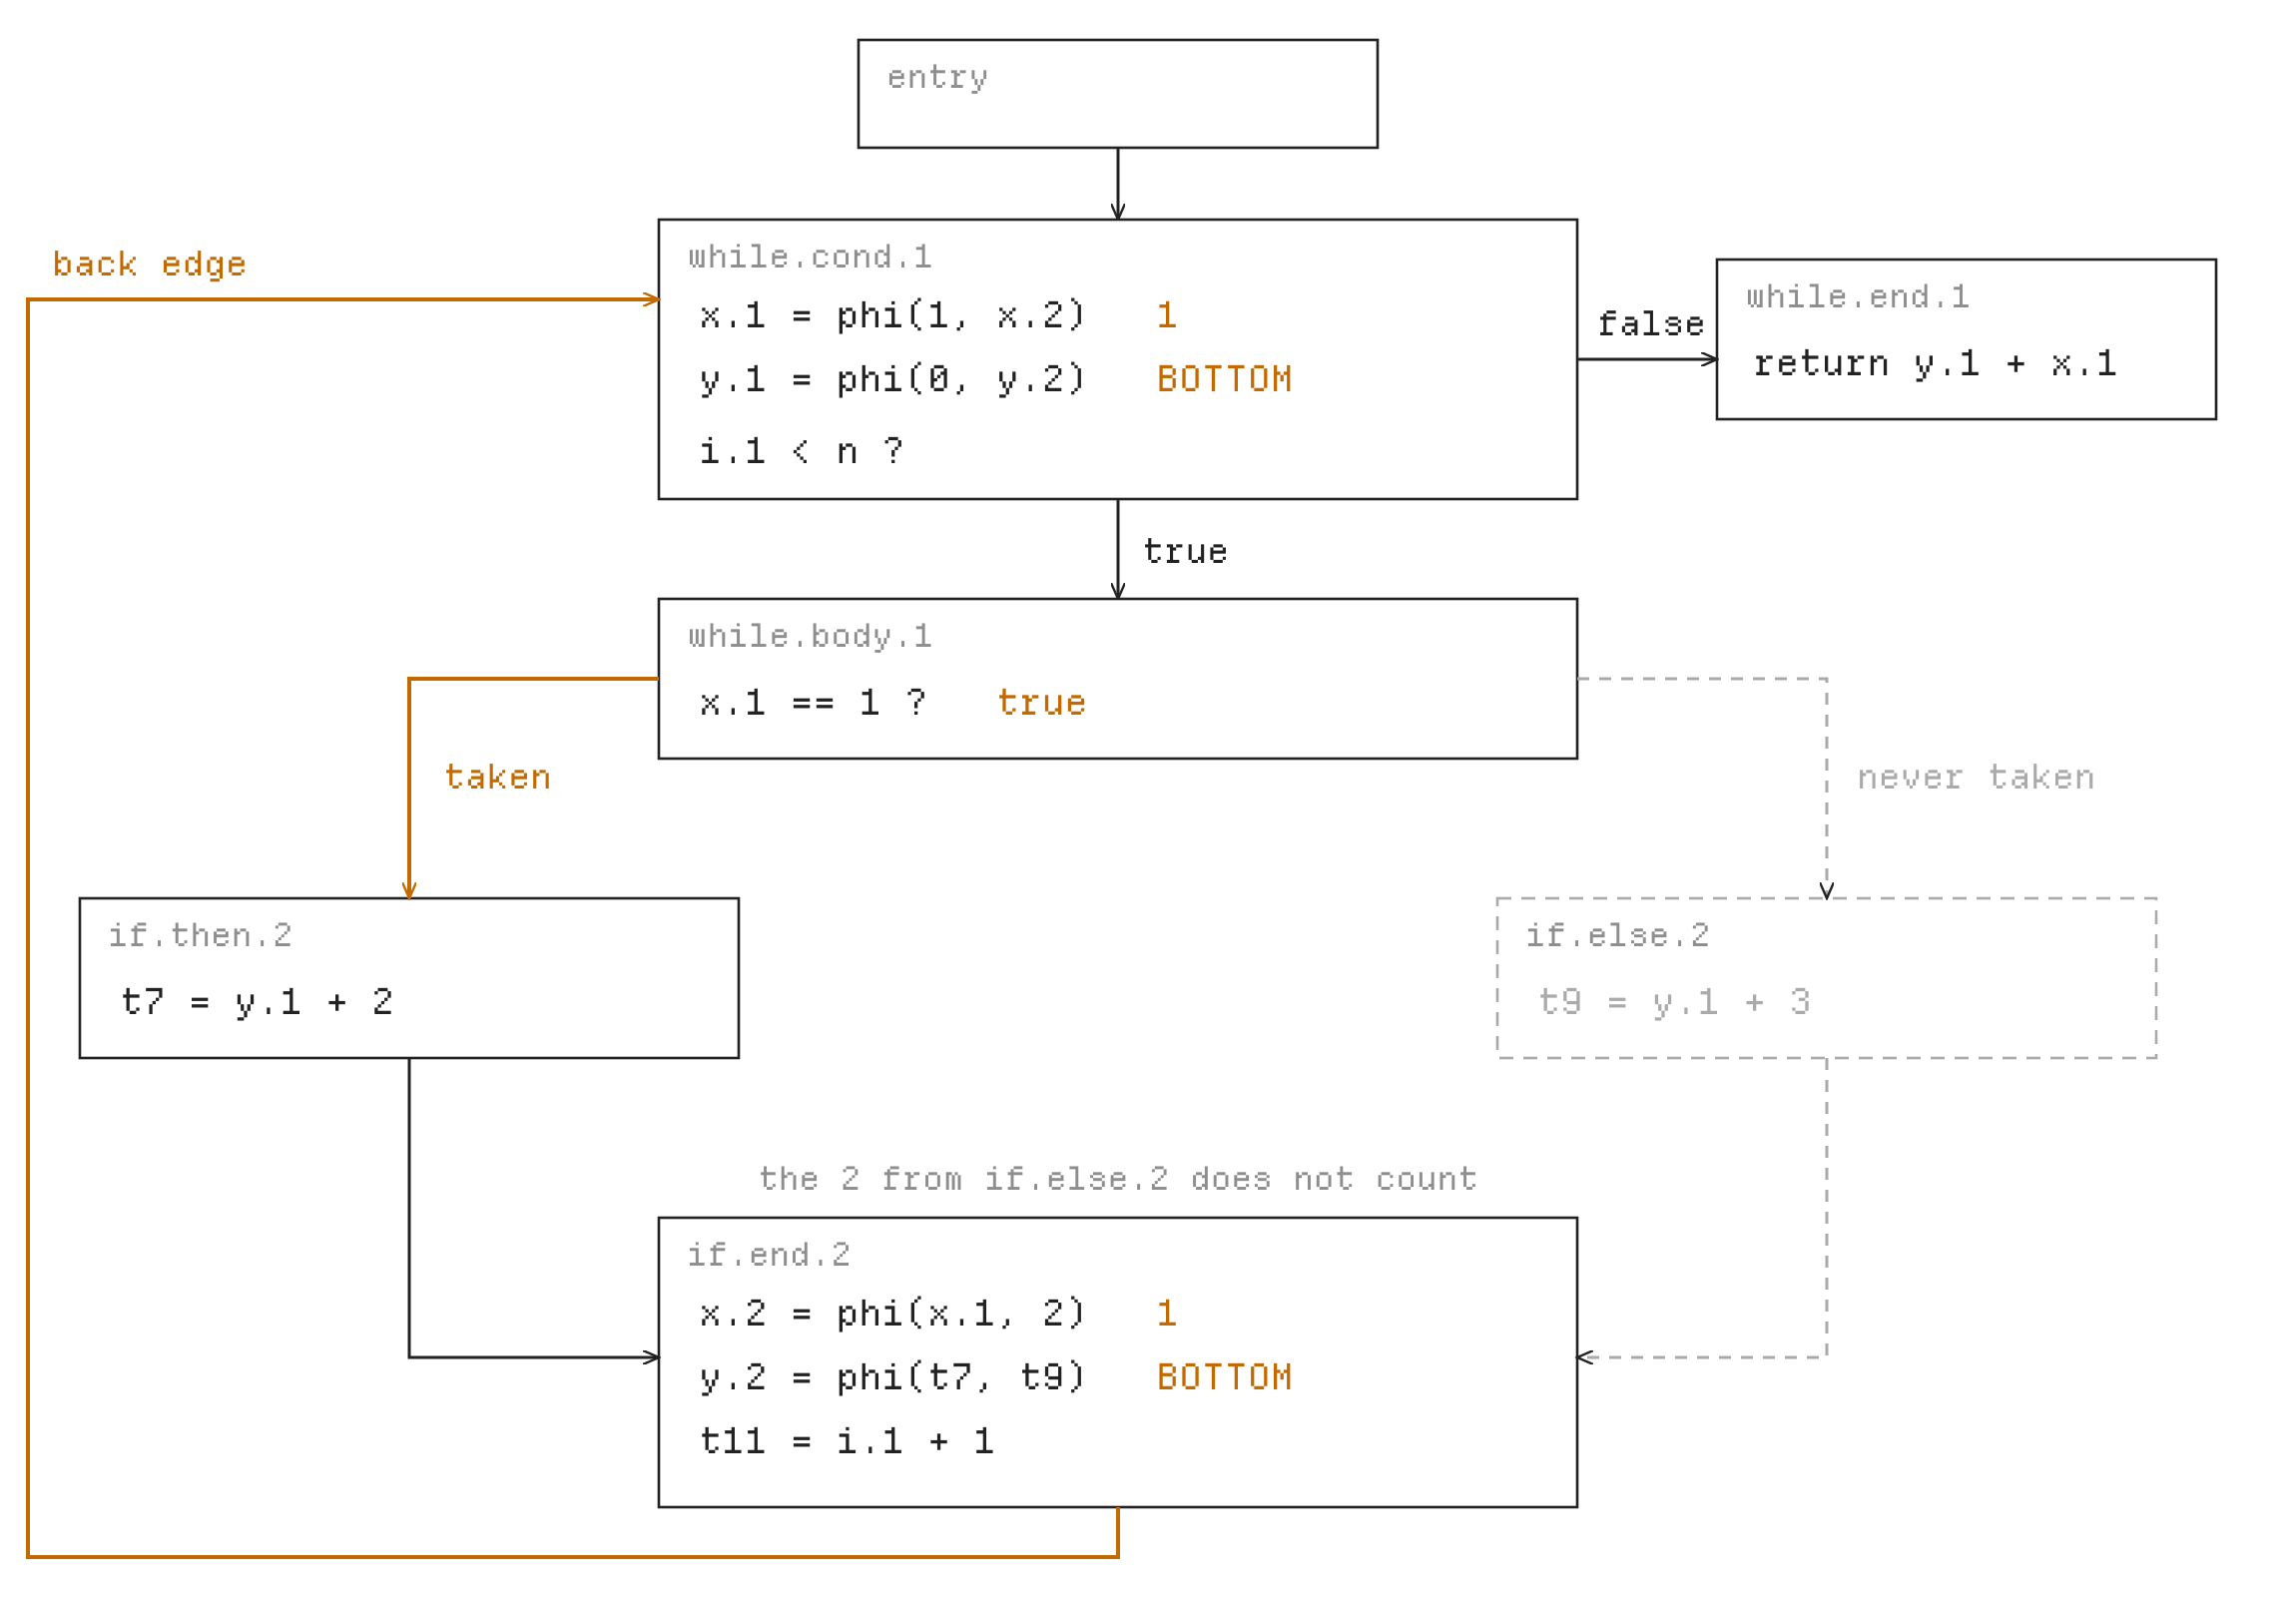 entry
back edge
while.cond.1
x.1 = phi(1, x.2) 1
y.1 = phi(0, y.2) BOTTOM
i.1 < n ?
false
while.end.1
return y.1 + x.1
true
while.body.1
x.1 == 1 ? true
taken
never taken
if.then.2
t7 = y.1 + 2
if.else.2
t9 = y.1 + 3
the 2 from if.else.2 does not count
if.end.2
x.2 = phi(x.1, 2) 1
y.2 = phi(t7, t9) BOTTOM
t11 = i.1 + 1